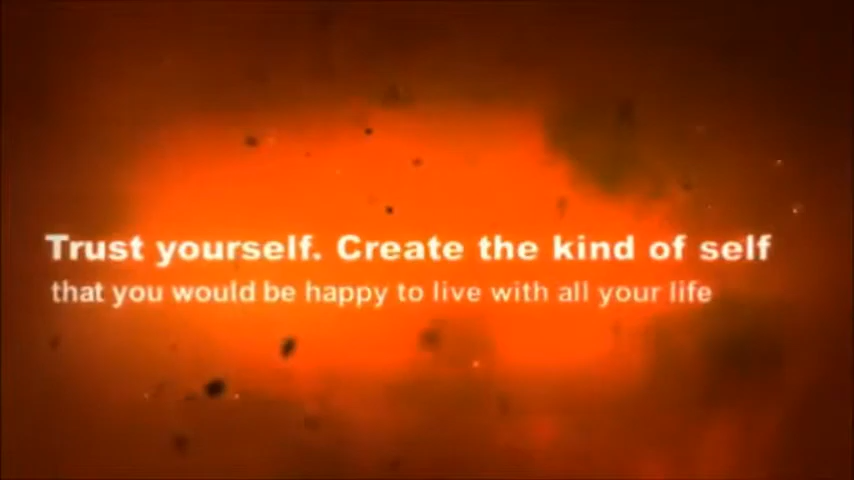 Trust yourself. Create the kind of self
that you would be happy to live with all your life